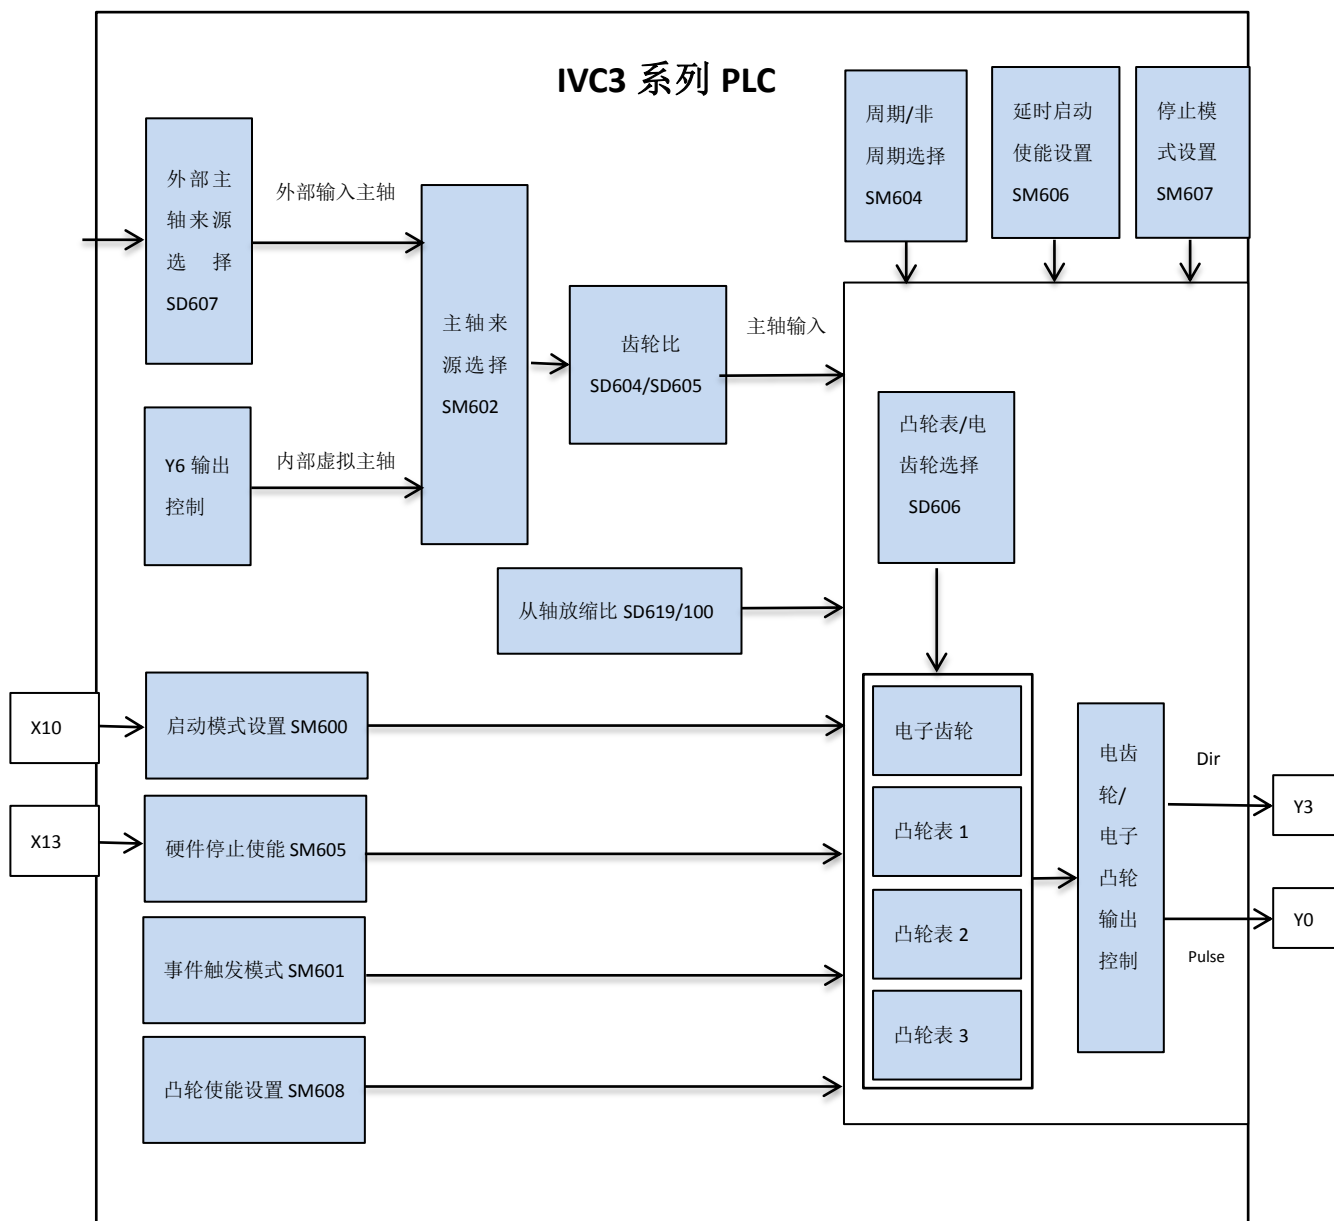 IVC3 系列 PLC
周期/非
周期选择
SM604
延时启动
使能设置
SM606
停止模
式设置
SM607
外部主
轴来源
选择
SD607
外部输入主轴
主轴来
源选择
SM602
齿轮比
SD604/SD605
主轴输入
Y6 输出
控制
内部虚拟主轴
凸轮表/电
齿轮选择
SD606
从轴放缩比 SD619/100
X10
启动模式设置 SM600
X13
硬件停止使能 SM605
事件触发模式 SM601
凸轮使能设置 SM608
电子齿轮
凸轮表 1
凸轮表 2
凸轮表 3
电齿
轮/
电子
凸轮
输出
控制
Dir
Y3
Pulse
Y0